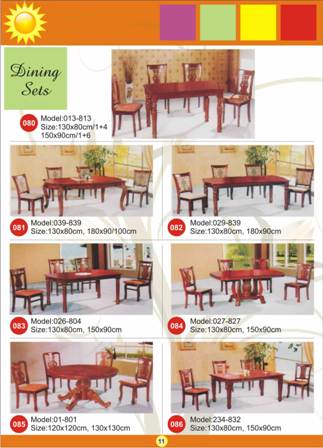 Dining
Sets
080
Model:013-813
Size:130x80cm/1+4
150x90cm/1+6
081
Model:039-839
Size:130x80cm, 180x90/100cm
082
Model:029-839
Size:130x80cm, 180x90cm
083
Model:026-804
Size:130x80cm, 150x90cm
084
Model:027-827
Size:130x80cm, 150x90cm
085
Model:01-801
Size:120x120cm, 130x130cm
086
Model:234-832
Size:130x80cm, 150x90cm
11